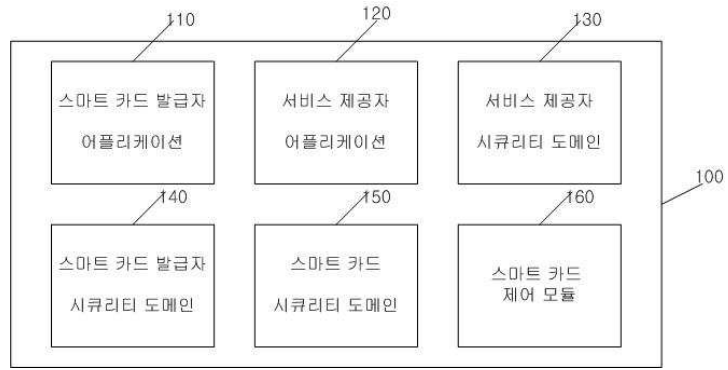 110
120
130
스마트 카드 발급자
어플리케이션
서비스 제공자
어플리케이션
서비스 제공자
시큐리티 도메인
100
140
150
160
스마트 카드 발급자
시큐리티 도메인
스마트 카드
시큐리티 도메인
스마트 카드
제어 모듈